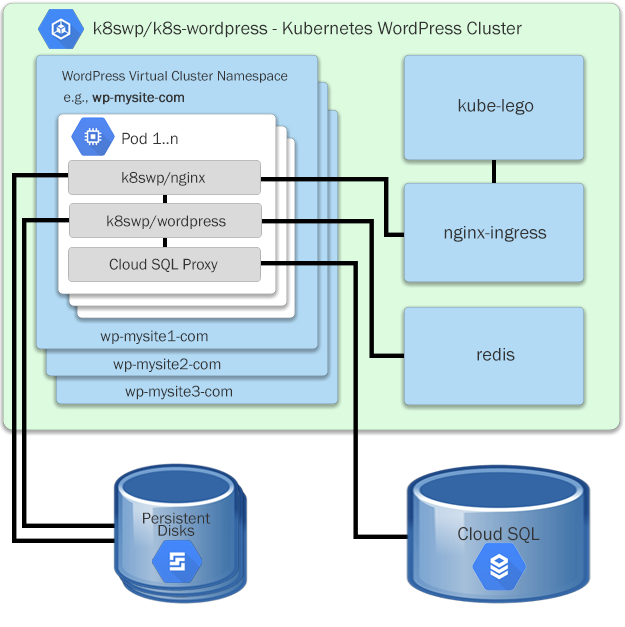 k8swp/k8s-wordpress - Kubernetes WordPress Cluster
WordPress Virtual Cluster Namespace
e.g., wp-mysite-com
Pod 1..n
k8swp/nginx
k8swp/wordpress
Cloud SQL Proxy
wp-mysite1-com
wp-mysite2-com
wp-mysite3-com
kube-lego
nginx-ingress
redis
Persistent
Disks
Cloud SQL